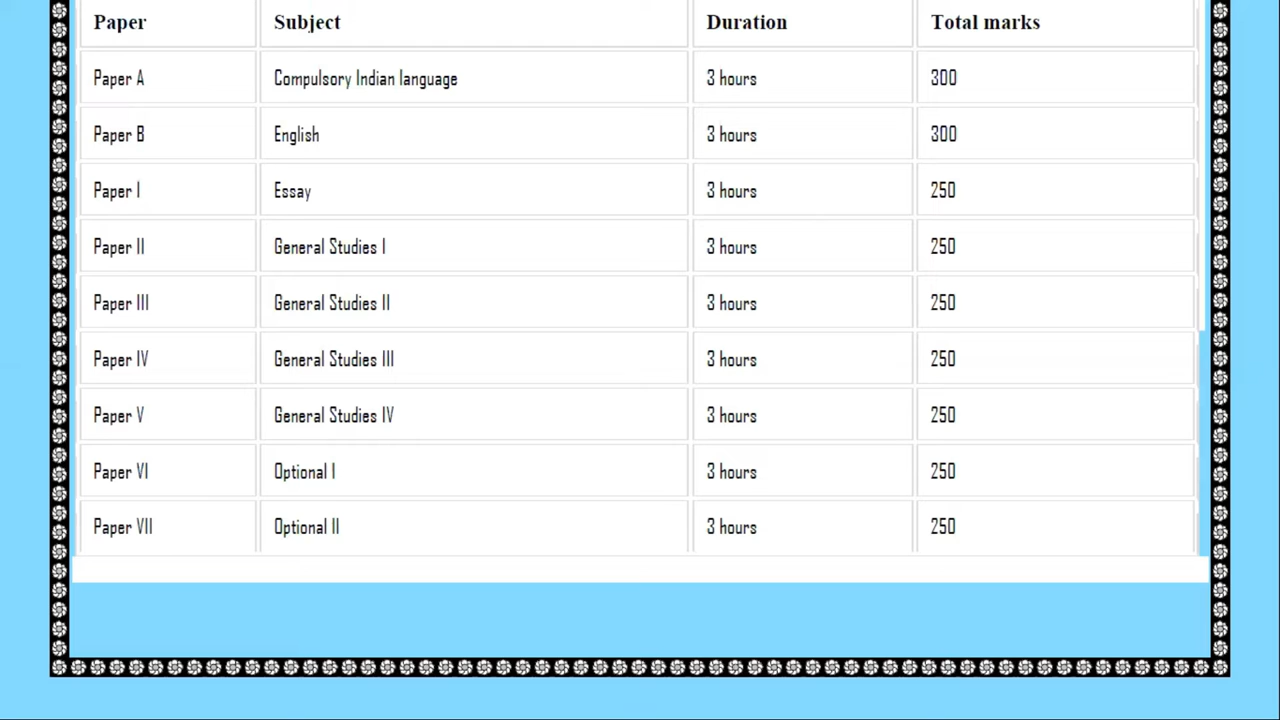 Paper Subject Duration Total marks
Paper A Compulsory Indian language 3 hours 300
Paper B English 3 hours 300
Paper I Essay 3 hours 250
Paper II General Studies I 3 hours 250
Paper III General Studies II 3 hours 250
Paper IV General Studies III 3 hours 250
Paper V General Studies IV 3 hours 250
Paper VI Optional I 3 hours 250
Paper VII Optional II 3 hours 250